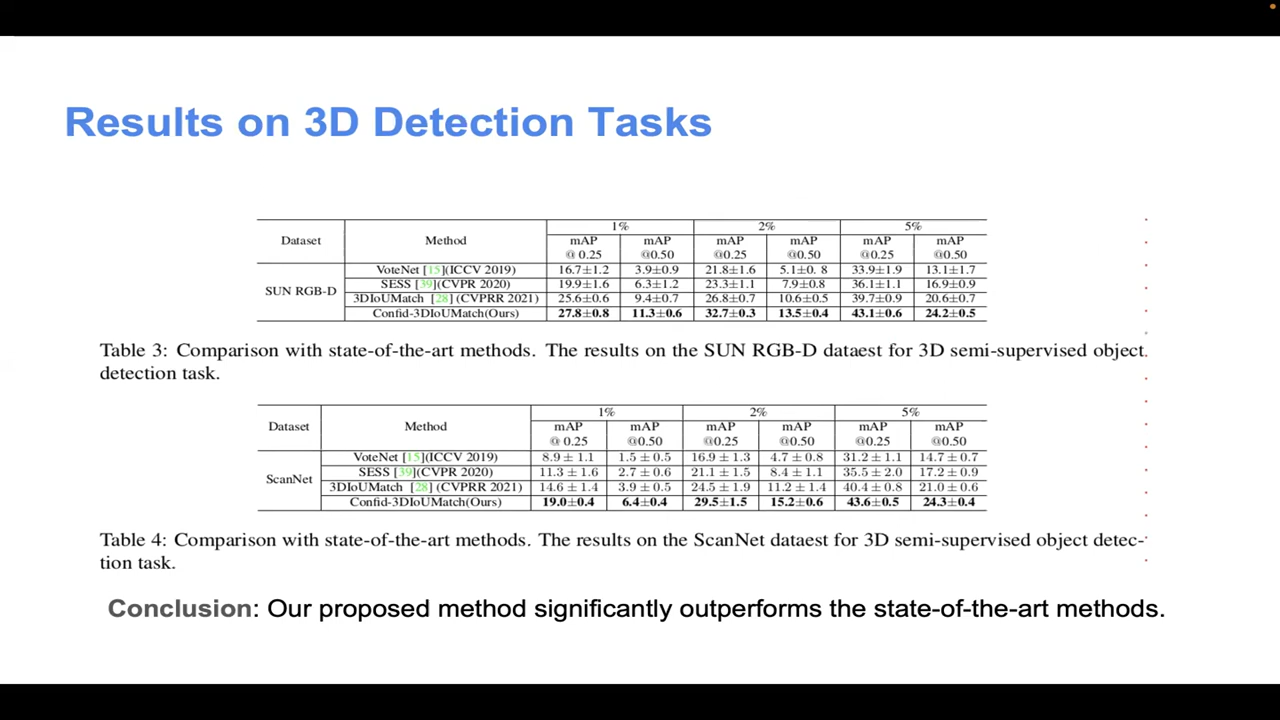 Results on 3D Detection Tasks
Dataset Method 1% 2% 5%
mAP @ 0.25 mAP @0.50 mAP @0.25 mAP @0.50 mAP @0.25 mAP @0.50
SUN RGB-D
VoteNet [15](ICCV 2019) 16.7±1.2 3.9±0.9 21.8±1.6 5.1±0. 8 33.9±1.9 13.1±1.7
SESS [39](CVPR 2020) 19.9±1.6 6.3±1.2 23.3±1.1 7.9±0.8 36.1±1.1 16.9±0.9
3DIoUMatch [28] (CVPRR 2021) 25.6±0.6 9.4±0.7 26.8±0.7 10.6±0.5 39.7±0.9 20.6±0.7
Confid-3DIoUMatch(Ours) 27.8±0.8 11.3±0.6 32.7±0.3 13.5±0.4 43.1±0.6 24.2±0.5
Table 3: Comparison with state-of-the-art methods. The results on the SUN RGB-D dataest for 3D semi-supervised object
detection task.
Dataset Method 1% 2% 5%
mAP @ 0.25 mAP @0.50 mAP @0.25 mAP @0.50 mAP @0.25 mAP @0.50
ScanNet
VoteNet [15](ICCV 2019) 8.9 ± 1.1 1.5 ± 0.5 16.9 ± 1.3 4.7 ± 0.8 31.2 ± 1.1 14.7 ± 0.7
SESS [39](CVPR 2020) 11.3 ± 1.6 2.7 ± 0.6 21.1 ± 1.5 8.4 ± 1.1 35.5 ± 2.0 17.2 ± 0.9
3DIoUMatch [28] (CVPRR 2021) 14.6 ± 1.4 3.9 ± 0.5 24.5 ± 1.9 11.2 ± 1.4 40.4 ± 0.8 21.0 ± 0.6
Confid-3DIoUMatch(Ours) 19.0±0.4 6.4±0.4 29.5±1.5 15.2±0.6 43.6±0.5 24.3±0.4
Table 4: Comparison with state-of-the-art methods. The results on the ScanNet dataest for 3D semi-supervised object detec-
tion task.
Conclusion: Our proposed method significantly outperforms the state-of-the-art methods.